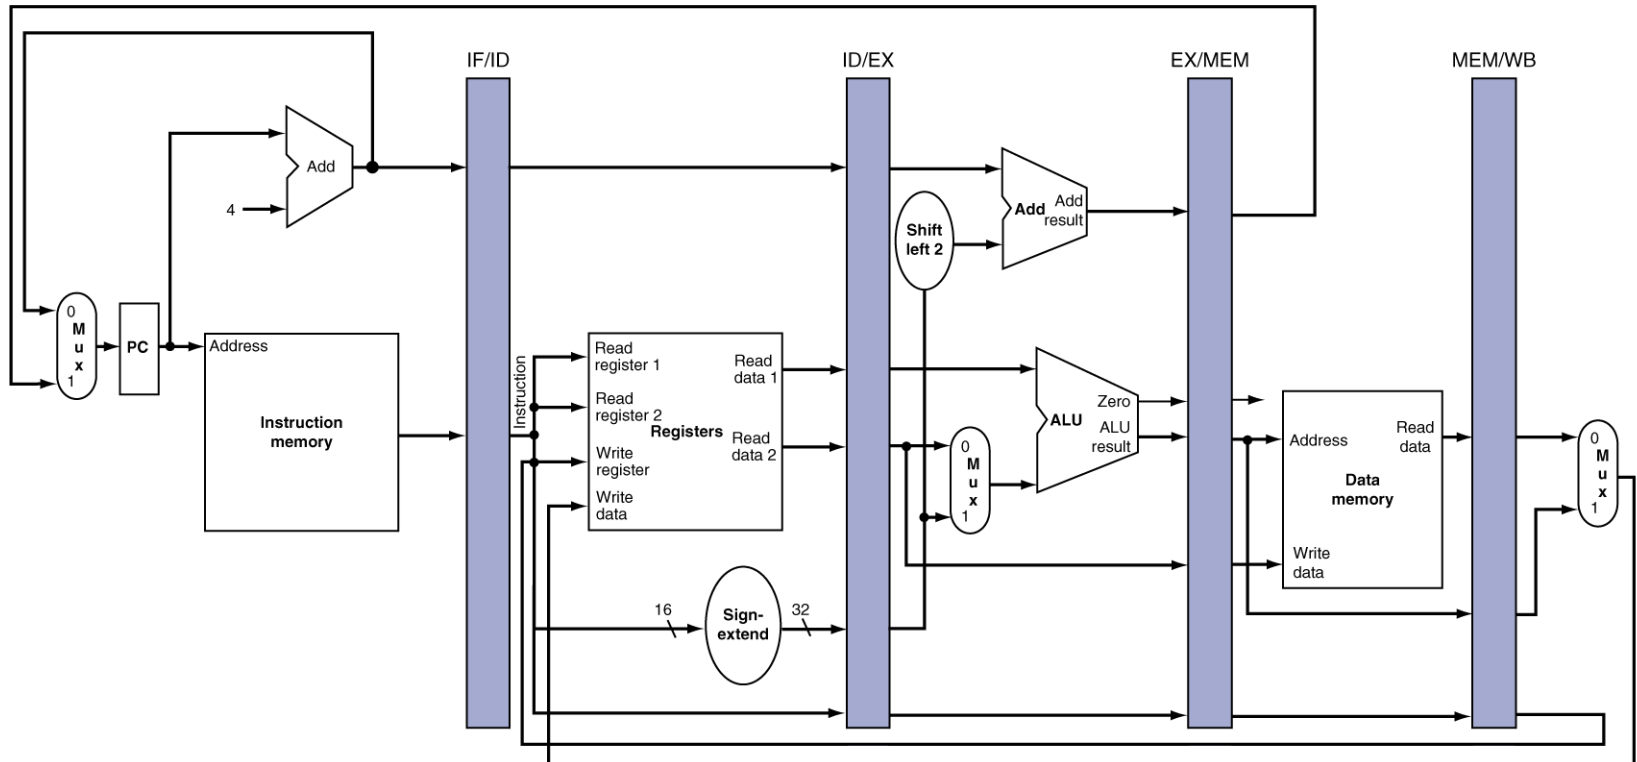 IF/ID
ID/EX
EX/MEM
MEM/WB
Add
4
Add
Add
result
Shift
left 2
0
M
u
x
1
PC
Address
Instruction
memory
Instruction
Read
register 1
Read
register 2
Write
register
Write
data
Registers
Read
data 1
Read
data 2
16
Sign-
extend
32
0
M
u
x
1
Zero
ALU
ALU
result
Address
Read
data
Data
memory
Write
data
0
M
u
x
1